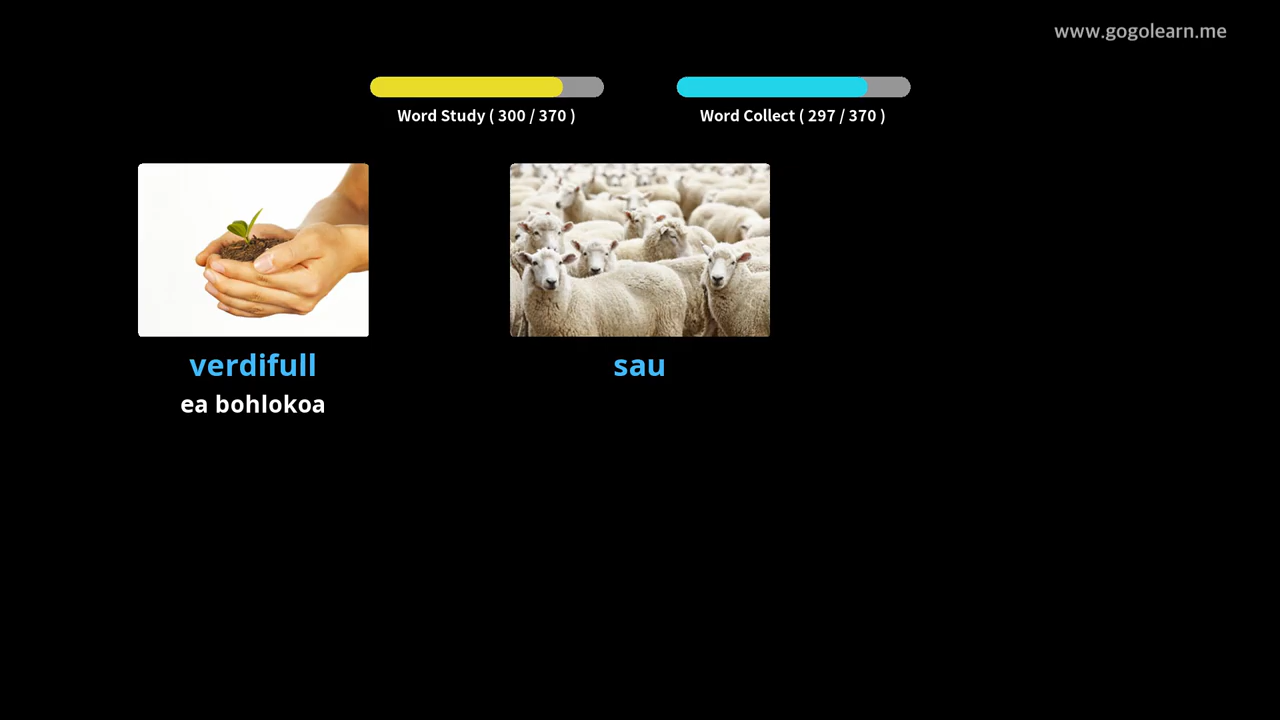 www.gogolearn.me
Word Study ( 300 / 370 )
Word Collect ( 297 / 370 )
verdifull
ea bohlokoa
sau